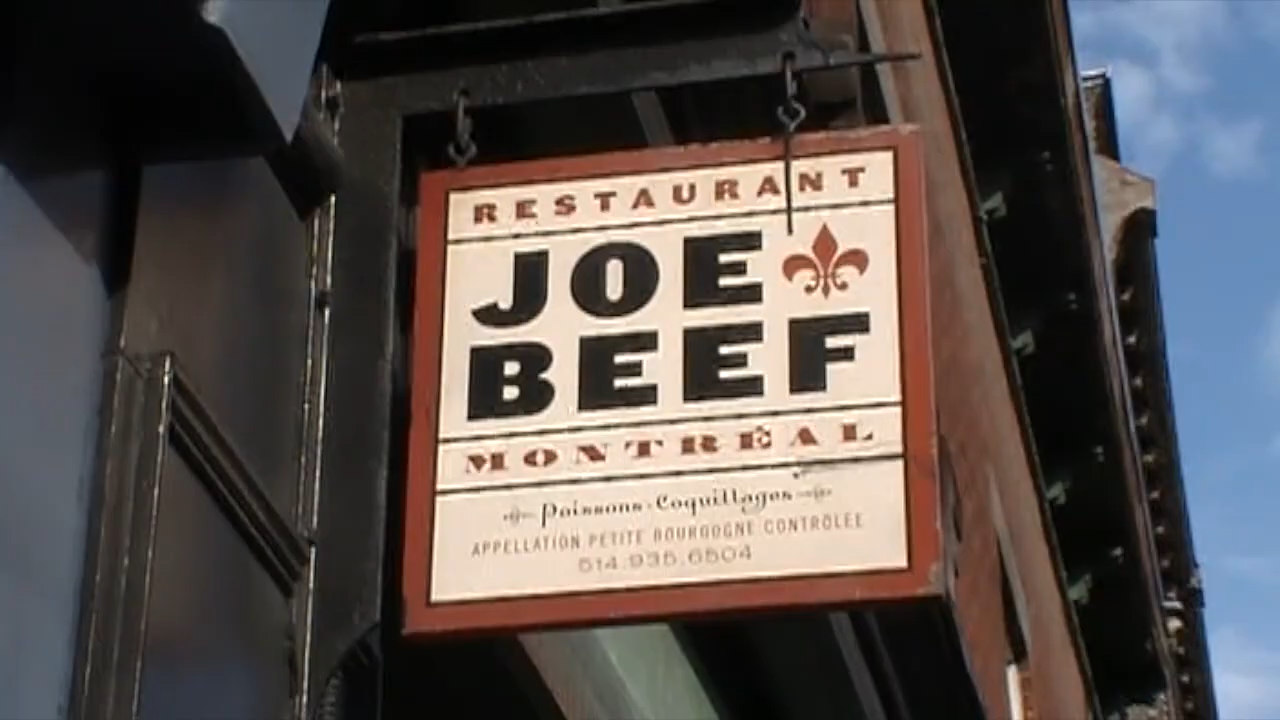 RESTAURANT
JOE
BEEF
MONTRÉAL
Poissons - Coquillages
APPELLATION PETITE BOURGOGNE CONTRÔLÉE
514.935.6504